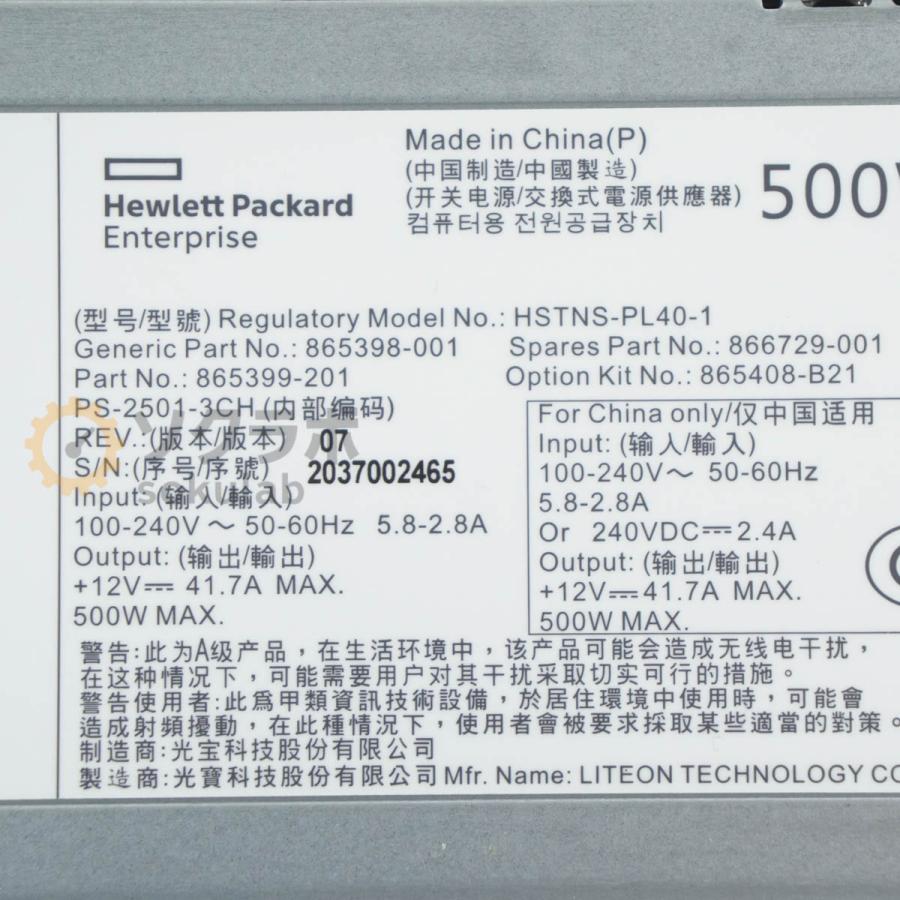 Hewlett Packard
Enterprise
Made in China(P)
(中国制造/中國製造)
(开关电源/交換式電源供應器)
컴퓨터용 전원공급장치
500W
(型号/型號) Regulatory Model No.: HSTNS-PL40-1
Generic Part No.: 865398-001 Spares Part No.: 866729-001
Part No.: 865399-201 Option Kit No.: 865408-B21
PS-2501-3CH (内部编码)
REV.:(版本/版本) 07
S/N:(序号/序號) 2037002465
Input: (输入/輸入)
100-240V～ 50-60Hz 5.8-2.8A
Output: (输出/輸出)
+12V⎓ 41.7A MAX.
500W MAX.
For China only/仅中国适用
Input: (输入/輸入)
100-240V～ 50-60Hz
5.8-2.8A
Or 240VDC⎓2.4A
Output: (输出/輸出)
+12V⎓41.7A MAX.
500W MAX.
警告:此为A级产品，在生活环境中，该产品可能会造成无线电干扰，
在这种情况下，可能需要用户对其干扰采取切实可行的措施。
警告使用者:此爲甲類資訊技術設備，於居住環境中使用時，可能會
造成射頻擾動，在此種情況下，使用者會被要求採取某些適當的對策。
制造商:光宝科技股份有限公司
製造商:光寶科技股份有限公司 Mfr. Name: LITEON TECHNOLOGY CO
ソクラボ
sokulab